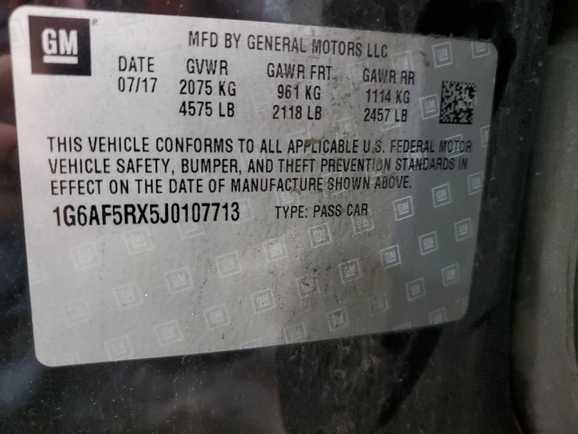 GM
MFD BY GENERAL MOTORS LLC
DATE GVWR GAWR FRT GAWR RR
07/17 2075 KG 961 KG 1114 KG
4575 LB 2118 LB 2457 LB
THIS VEHICLE CONFORMS TO ALL APPLICABLE U.S. FEDERAL MOTOR
VEHICLE SAFETY, BUMPER, AND THEFT PREVENTION STANDARDS IN
EFFECT ON THE DATE OF MANUFACTURE SHOWN ABOVE.
1G6AF5RX5J0107713 TYPE: PASS CAR